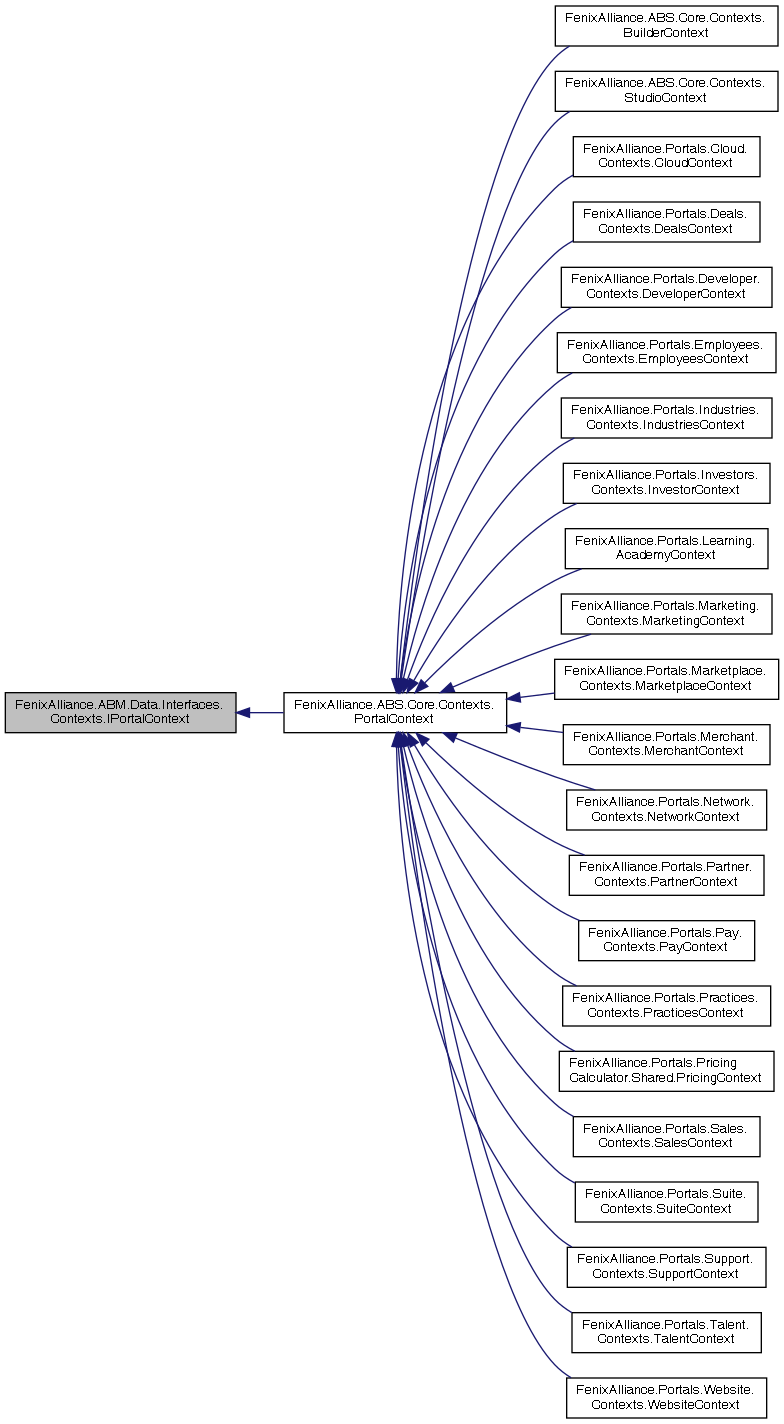 FenixAlliance.ABS.Core.Contexts.
BuilderContext
FenixAlliance.ABS.Core.Contexts.
StudioContext
FenixAlliance.Portals.Cloud.
Contexts.CloudContext
FenixAlliance.Portals.Deals.
Contexts.DealsContext
FenixAlliance.Portals.Developer.
Contexts.DeveloperContext
FenixAlliance.Portals.Employees.
Contexts.EmployeesContext
FenixAlliance.Portals.Industries.
Contexts.IndustriesContext
FenixAlliance.Portals.Investors.
Contexts.InvestorContext
FenixAlliance.Portals.Learning.
AcademyContext
FenixAlliance.Portals.Marketing.
Contexts.MarketingContext
FenixAlliance.Portals.Marketplace.
Contexts.MarketplaceContext
FenixAlliance.ABM.Data.Interfaces.
Contexts.IPortalContext
FenixAlliance.ABS.Core.Contexts.
PortalContext
FenixAlliance.Portals.Merchant.
Contexts.MerchantContext
FenixAlliance.Portals.Network.
Contexts.NetworkContext
FenixAlliance.Portals.Partner.
Contexts.PartnerContext
FenixAlliance.Portals.Pay.
Contexts.PayContext
FenixAlliance.Portals.Practices.
Contexts.PracticesContext
FenixAlliance.Portals.Pricing
Calculator.Shared.PricingContext
FenixAlliance.Portals.Sales.
Contexts.SalesContext
FenixAlliance.Portals.Suite.
Contexts.SuiteContext
FenixAlliance.Portals.Support.
Contexts.SupportContext
FenixAlliance.Portals.Talent.
Contexts.TalentContext
FenixAlliance.Portals.Website.
Contexts.WebsiteContext